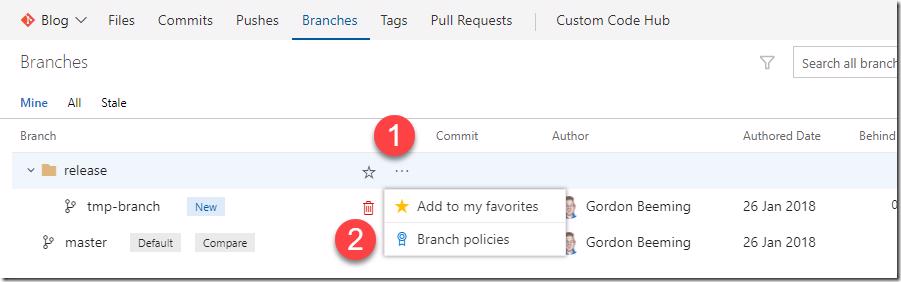 Blog Files Commits Pushes Branches Tags Pull Requests Custom Code Hub
Branches Search all branch
Mine All Stale
Branch Commit Author Authored Date Behind
1
release ...
tmp-branch New Add to my favorites Gordon Beeming 26 Jan 2018 0
2
master Default Compare Branch policies Gordon Beeming 26 Jan 2018